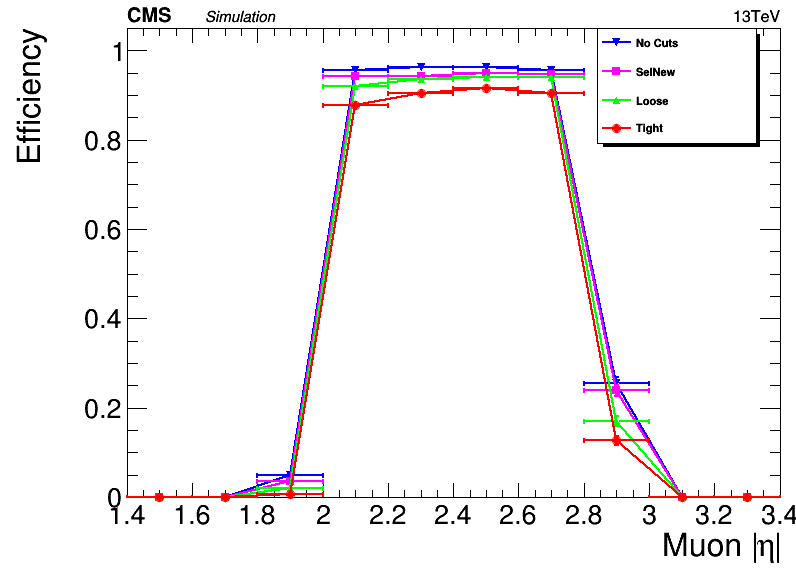 CMS Simulation 13TeV
Efficiency
1
0.8
0.6
0.4
0.2
0
No Cuts
SelNew
Loose
Tight
1.4 1.6 1.8 2 2.2 2.4 2.6 2.8 3 3.2 3.4
Muon |η|